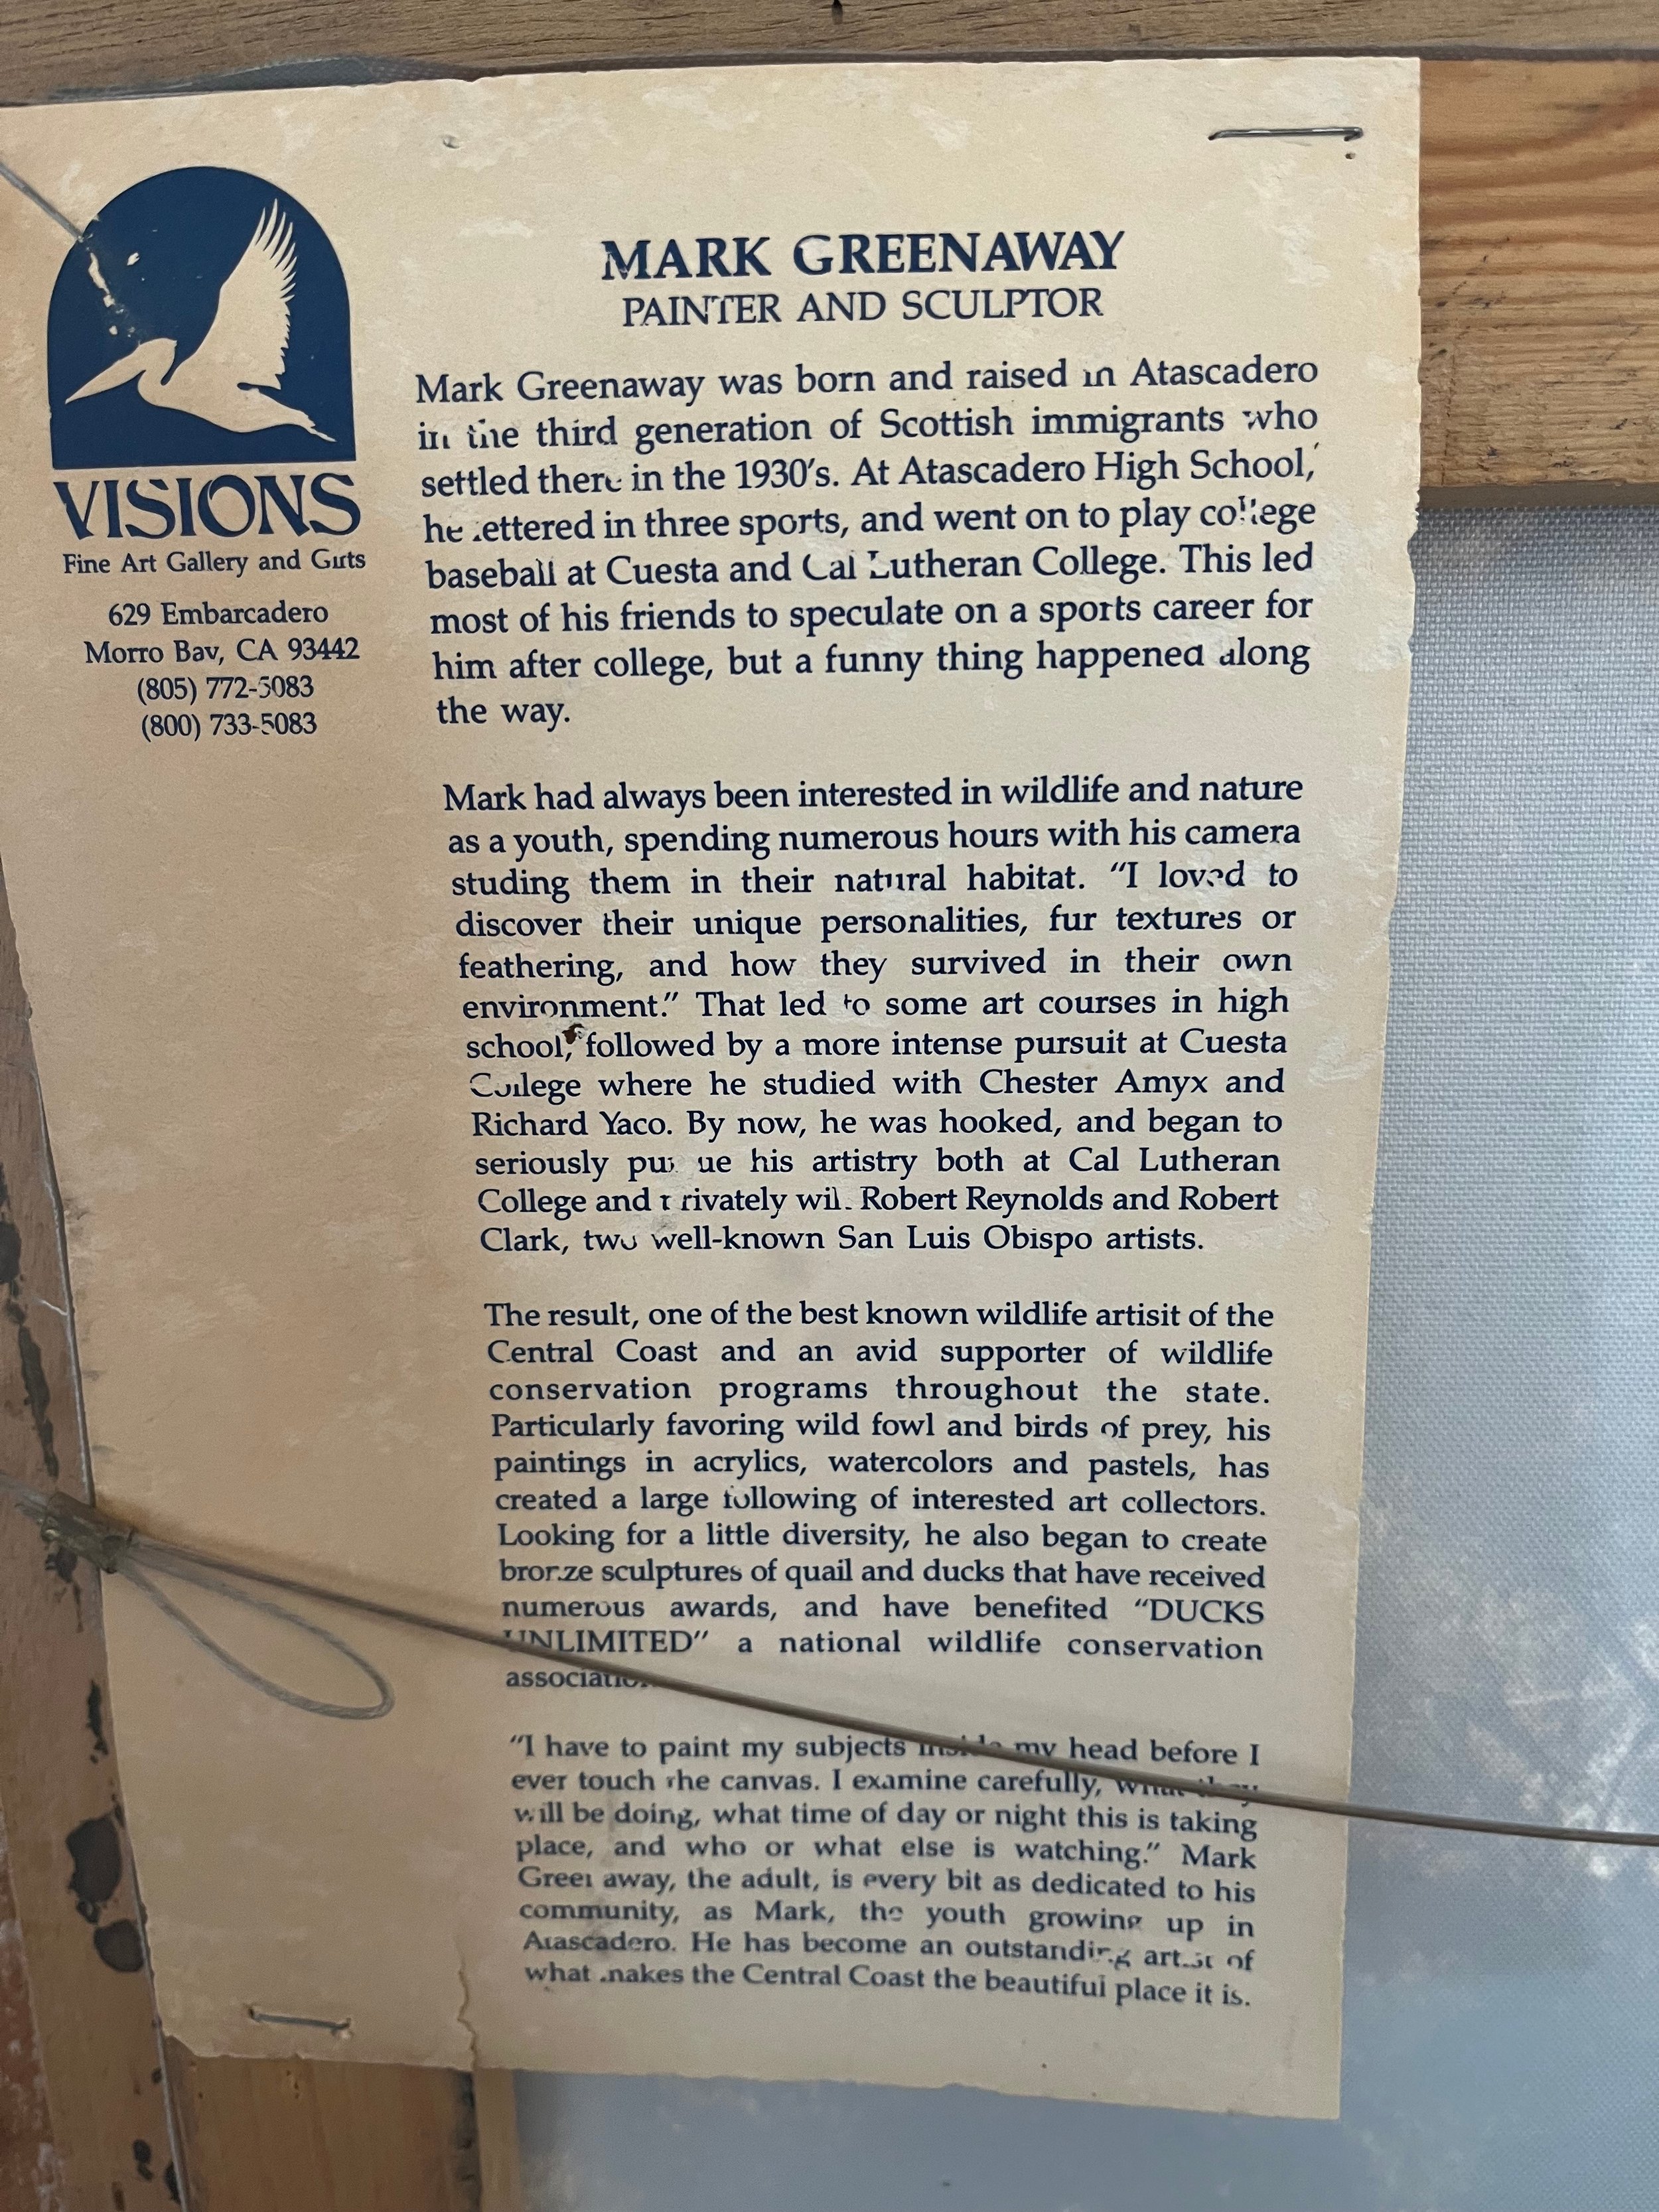 MARK GREENAWAY
PAINTER AND SCULPTOR
VISIONS
Fine Art Gallery and Gifts
629 Embarcadero
Morro Bay, CA 93442
(805) 772-5083
(800) 733-5083
Mark Greenaway was born and raised in Atascadero
in the third generation of Scottish immigrants who
settled there in the 1930's. At Atascadero High School,
he lettered in three sports, and went on to play college
baseball at Cuesta and Cal Lutheran College. This led
most of his friends to speculate on a sports career for
him after college, but a funny thing happened along
the way.
Mark had always been interested in wildlife and nature
as a youth, spending numerous hours with his camera
studing them in their natural habitat. "I loved to
discover their unique personalities, fur textures or
feathering, and how they survived in their own
environment." That led to some art courses in high
school, followed by a more intense pursuit at Cuesta
College where he studied with Chester Amyx and
Richard Yaco. By now, he was hooked, and began to
seriously pursue his artistry both at Cal Lutheran
College and privately with Robert Reynolds and Robert
Clark, two well-known San Luis Obispo artists.
The result, one of the best known wildlife artisit of the
Central Coast and an avid supporter of wildlife
conservation programs throughout the state.
Particularly favoring wild fowl and birds of prey, his
paintings in acrylics, watercolors and pastels, has
created a large following of interested art collectors.
Looking for a little diversity, he also began to create
bronze sculptures of quail and ducks that have received
numerous awards, and have benefited "DUCKS
UNLIMITED" a national wildlife conservation
association.
"I have to paint my subjects inside my head before I
ever touch the canvas. I examine carefully, what they
will be doing, what time of day or night this is taking
place, and who or what else is watching." Mark
Greenaway, the adult, is every bit as dedicated to his
community, as Mark, the youth growing up in
Atascadero. He has become an outstanding artist of
what makes the Central Coast the beautiful place it is.